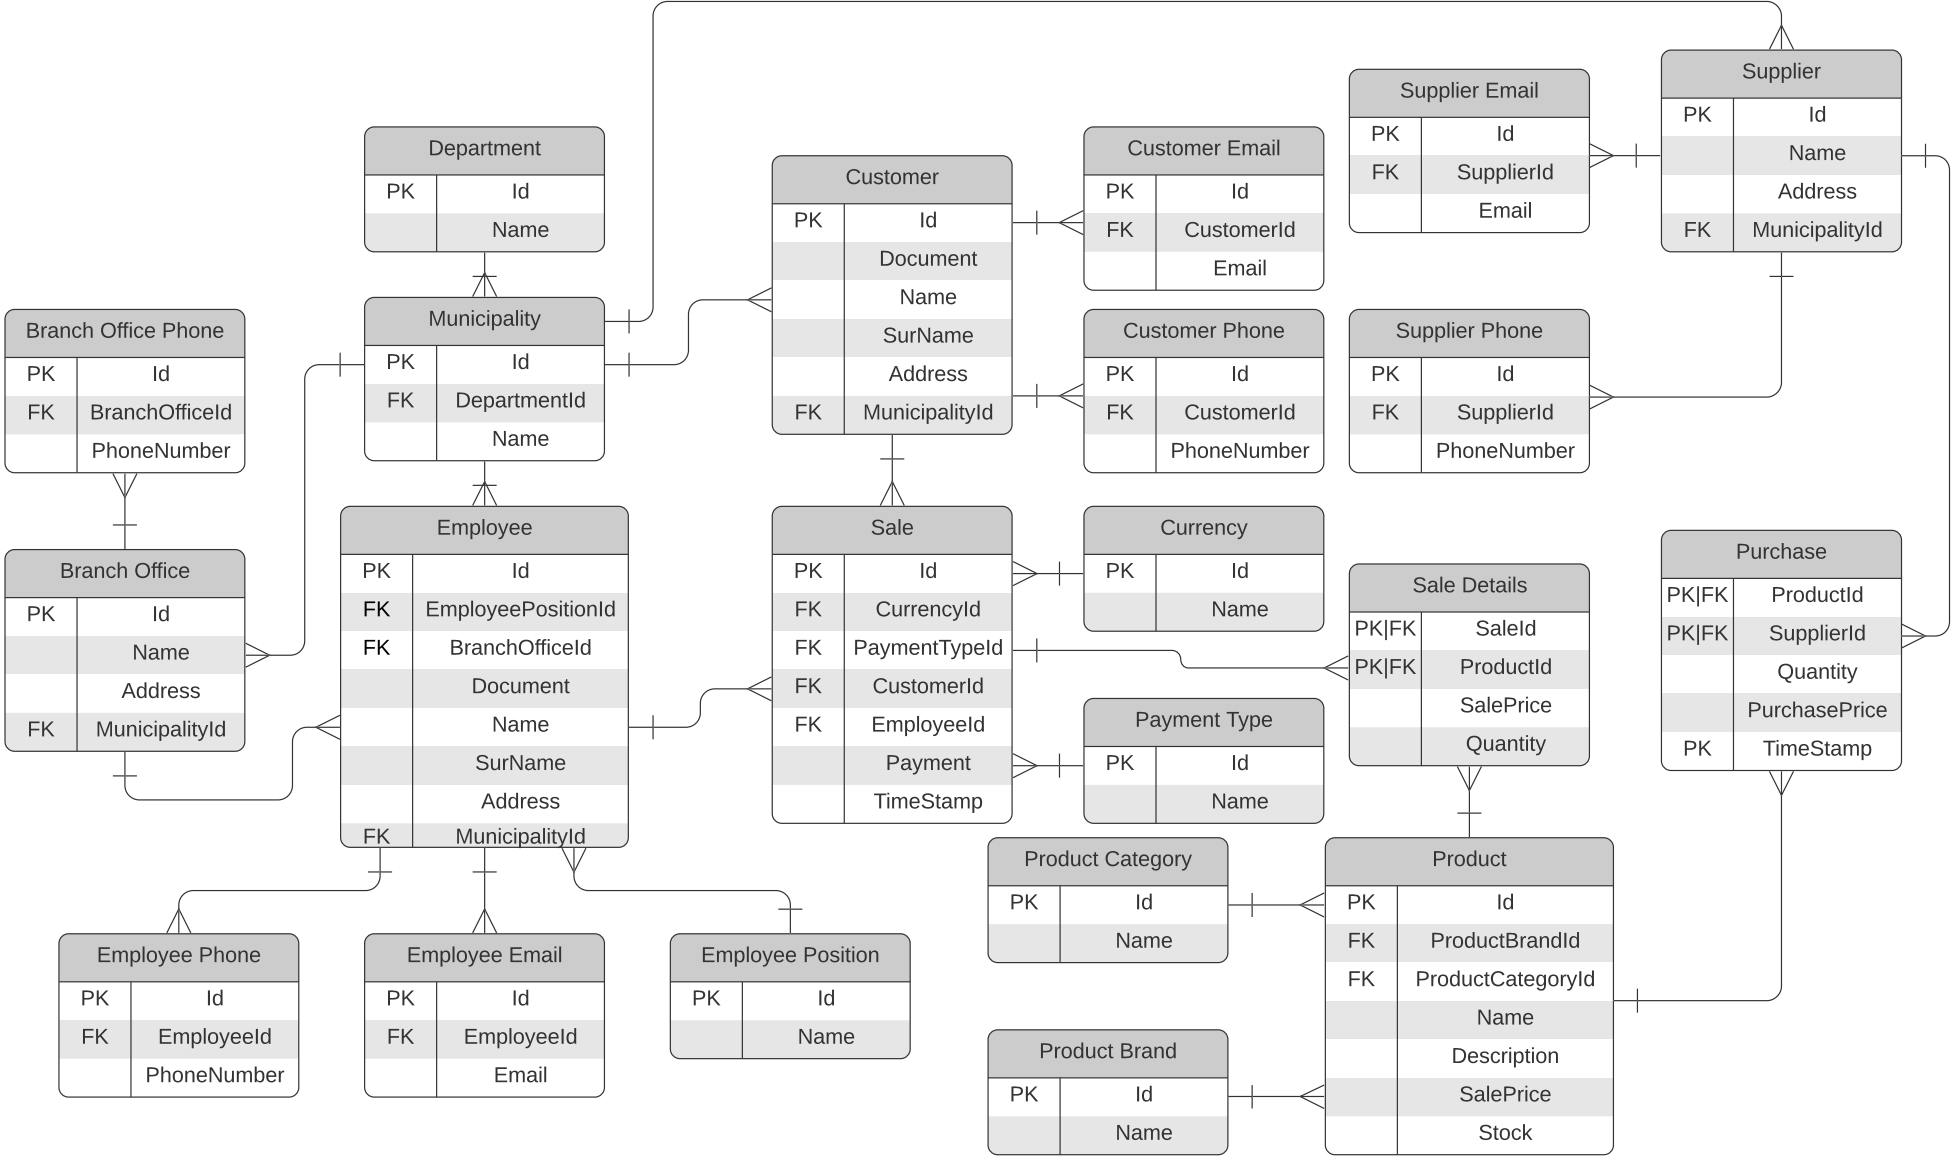 Supplier
PK Id
Name
Address
FK MunicipalityId
Supplier Email
PK Id
FK SupplierId
Email
Department
PK Id
Name
Customer
PK Id
Document
Name
SurName
Address
FK MunicipalityId
Customer Email
PK Id
FK CustomerId
Email
Branch Office Phone
PK Id
FK BranchOfficeId
PhoneNumber
Municipality
PK Id
FK DepartmentId
Name
Customer Phone
PK Id
FK CustomerId
PhoneNumber
Supplier Phone
PK Id
FK SupplierId
PhoneNumber
Branch Office
PK Id
Name
Address
FK MunicipalityId
Employee
PK Id
FK EmployeePositionId
FK BranchOfficeId
Document
Name
SurName
Address
FK MunicipalityId
Sale
PK Id
FK CurrencyId
FK PaymentTypeId
FK CustomerId
FK EmployeeId
Payment
TimeStamp
Currency
PK Id
Name
Sale Details
PK|FK SaleId
PK|FK ProductId
SalePrice
Quantity
Purchase
PK|FK ProductId
PK|FK SupplierId
Quantity
PurchasePrice
PK TimeStamp
Payment Type
PK Id
Name
Product Category
PK Id
Name
Product
PK Id
FK ProductBrandId
FK ProductCategoryId
Name
Description
SalePrice
Stock
Employee Phone
PK Id
FK EmployeeId
PhoneNumber
Employee Email
PK Id
FK EmployeeId
Email
Employee Position
PK Id
Name
Product Brand
PK Id
Name